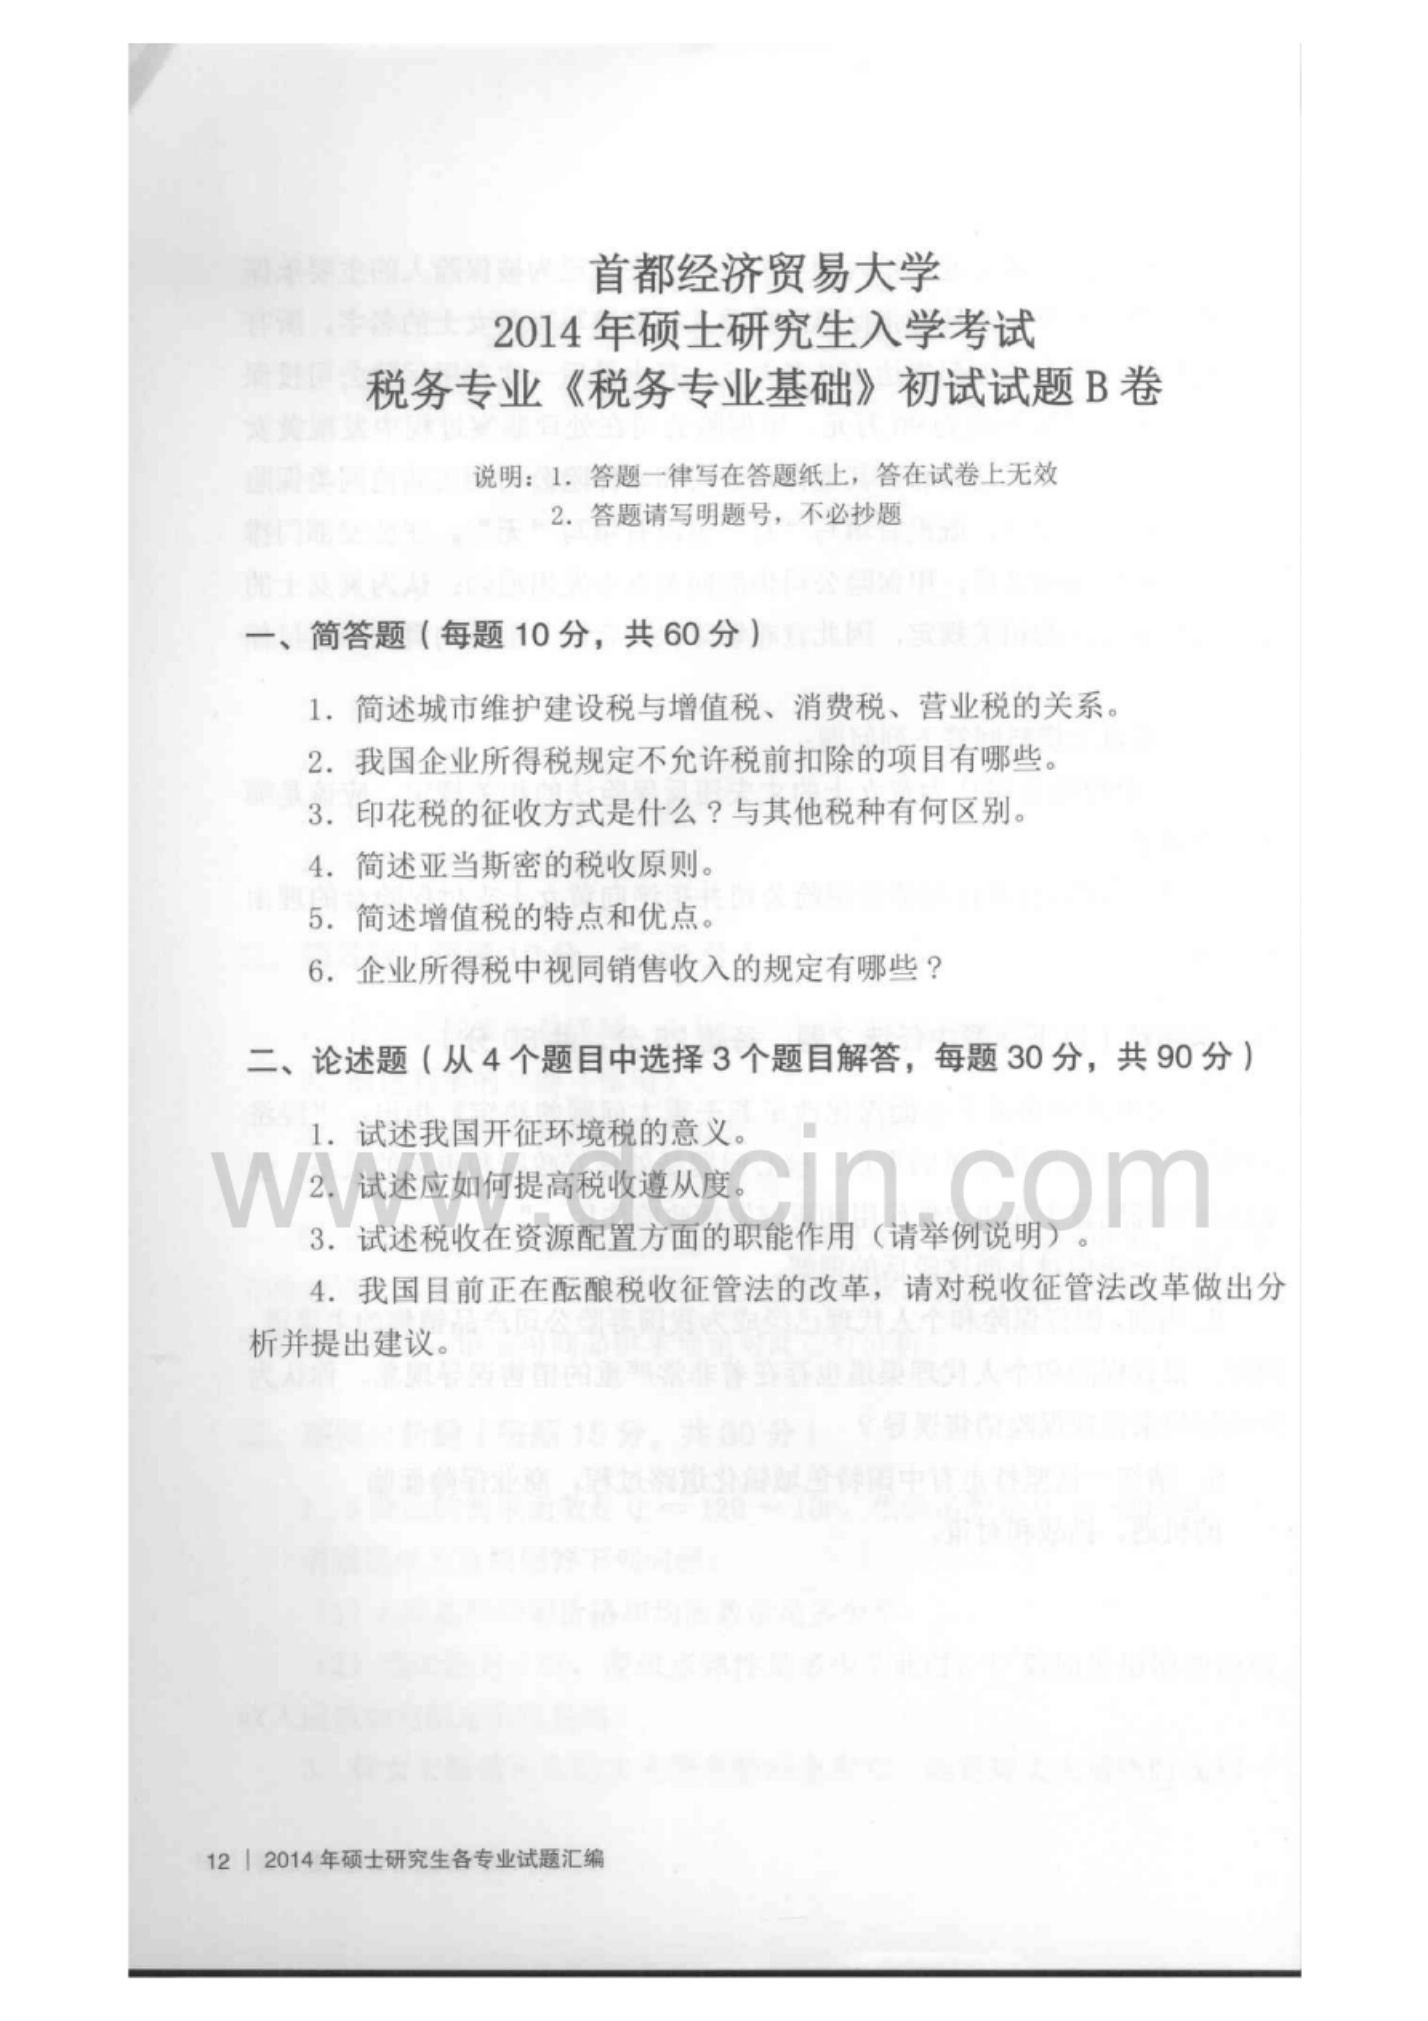 首都经济贸易大学
2014年硕士研究生入学考试
税务专业《税务专业基础》初试试题B卷
说明：1．答题一律写在答题纸上，答在试卷上无效
2．答题请写明题号，不必抄题
一、简答题（每题10分，共60分）
1．简述城市维护建设税与增值税、消费税、营业税的关系。
2．我国企业所得税规定不允许税前扣除的项目有哪些。
3．印花税的征收方式是什么？与其他税种有何区别。
4．简述亚当斯密的税收原则。
5．简述增值税的特点和优点。
6．企业所得税中视同销售收入的规定有哪些？
二、论述题（从4个题目中选择3个题目解答，每题30分，共90分）
1．试述我国开征环境税的意义。
www.docin.com
2．试述应如何提高税收遵从度。
3．试述税收在资源配置方面的职能作用（请举例说明）。
4．我国目前正在酝酿税收征管法的改革，请对税收征管法改革做出分
析并提出建议。
12 | 2014年硕士研究生各专业试题汇编